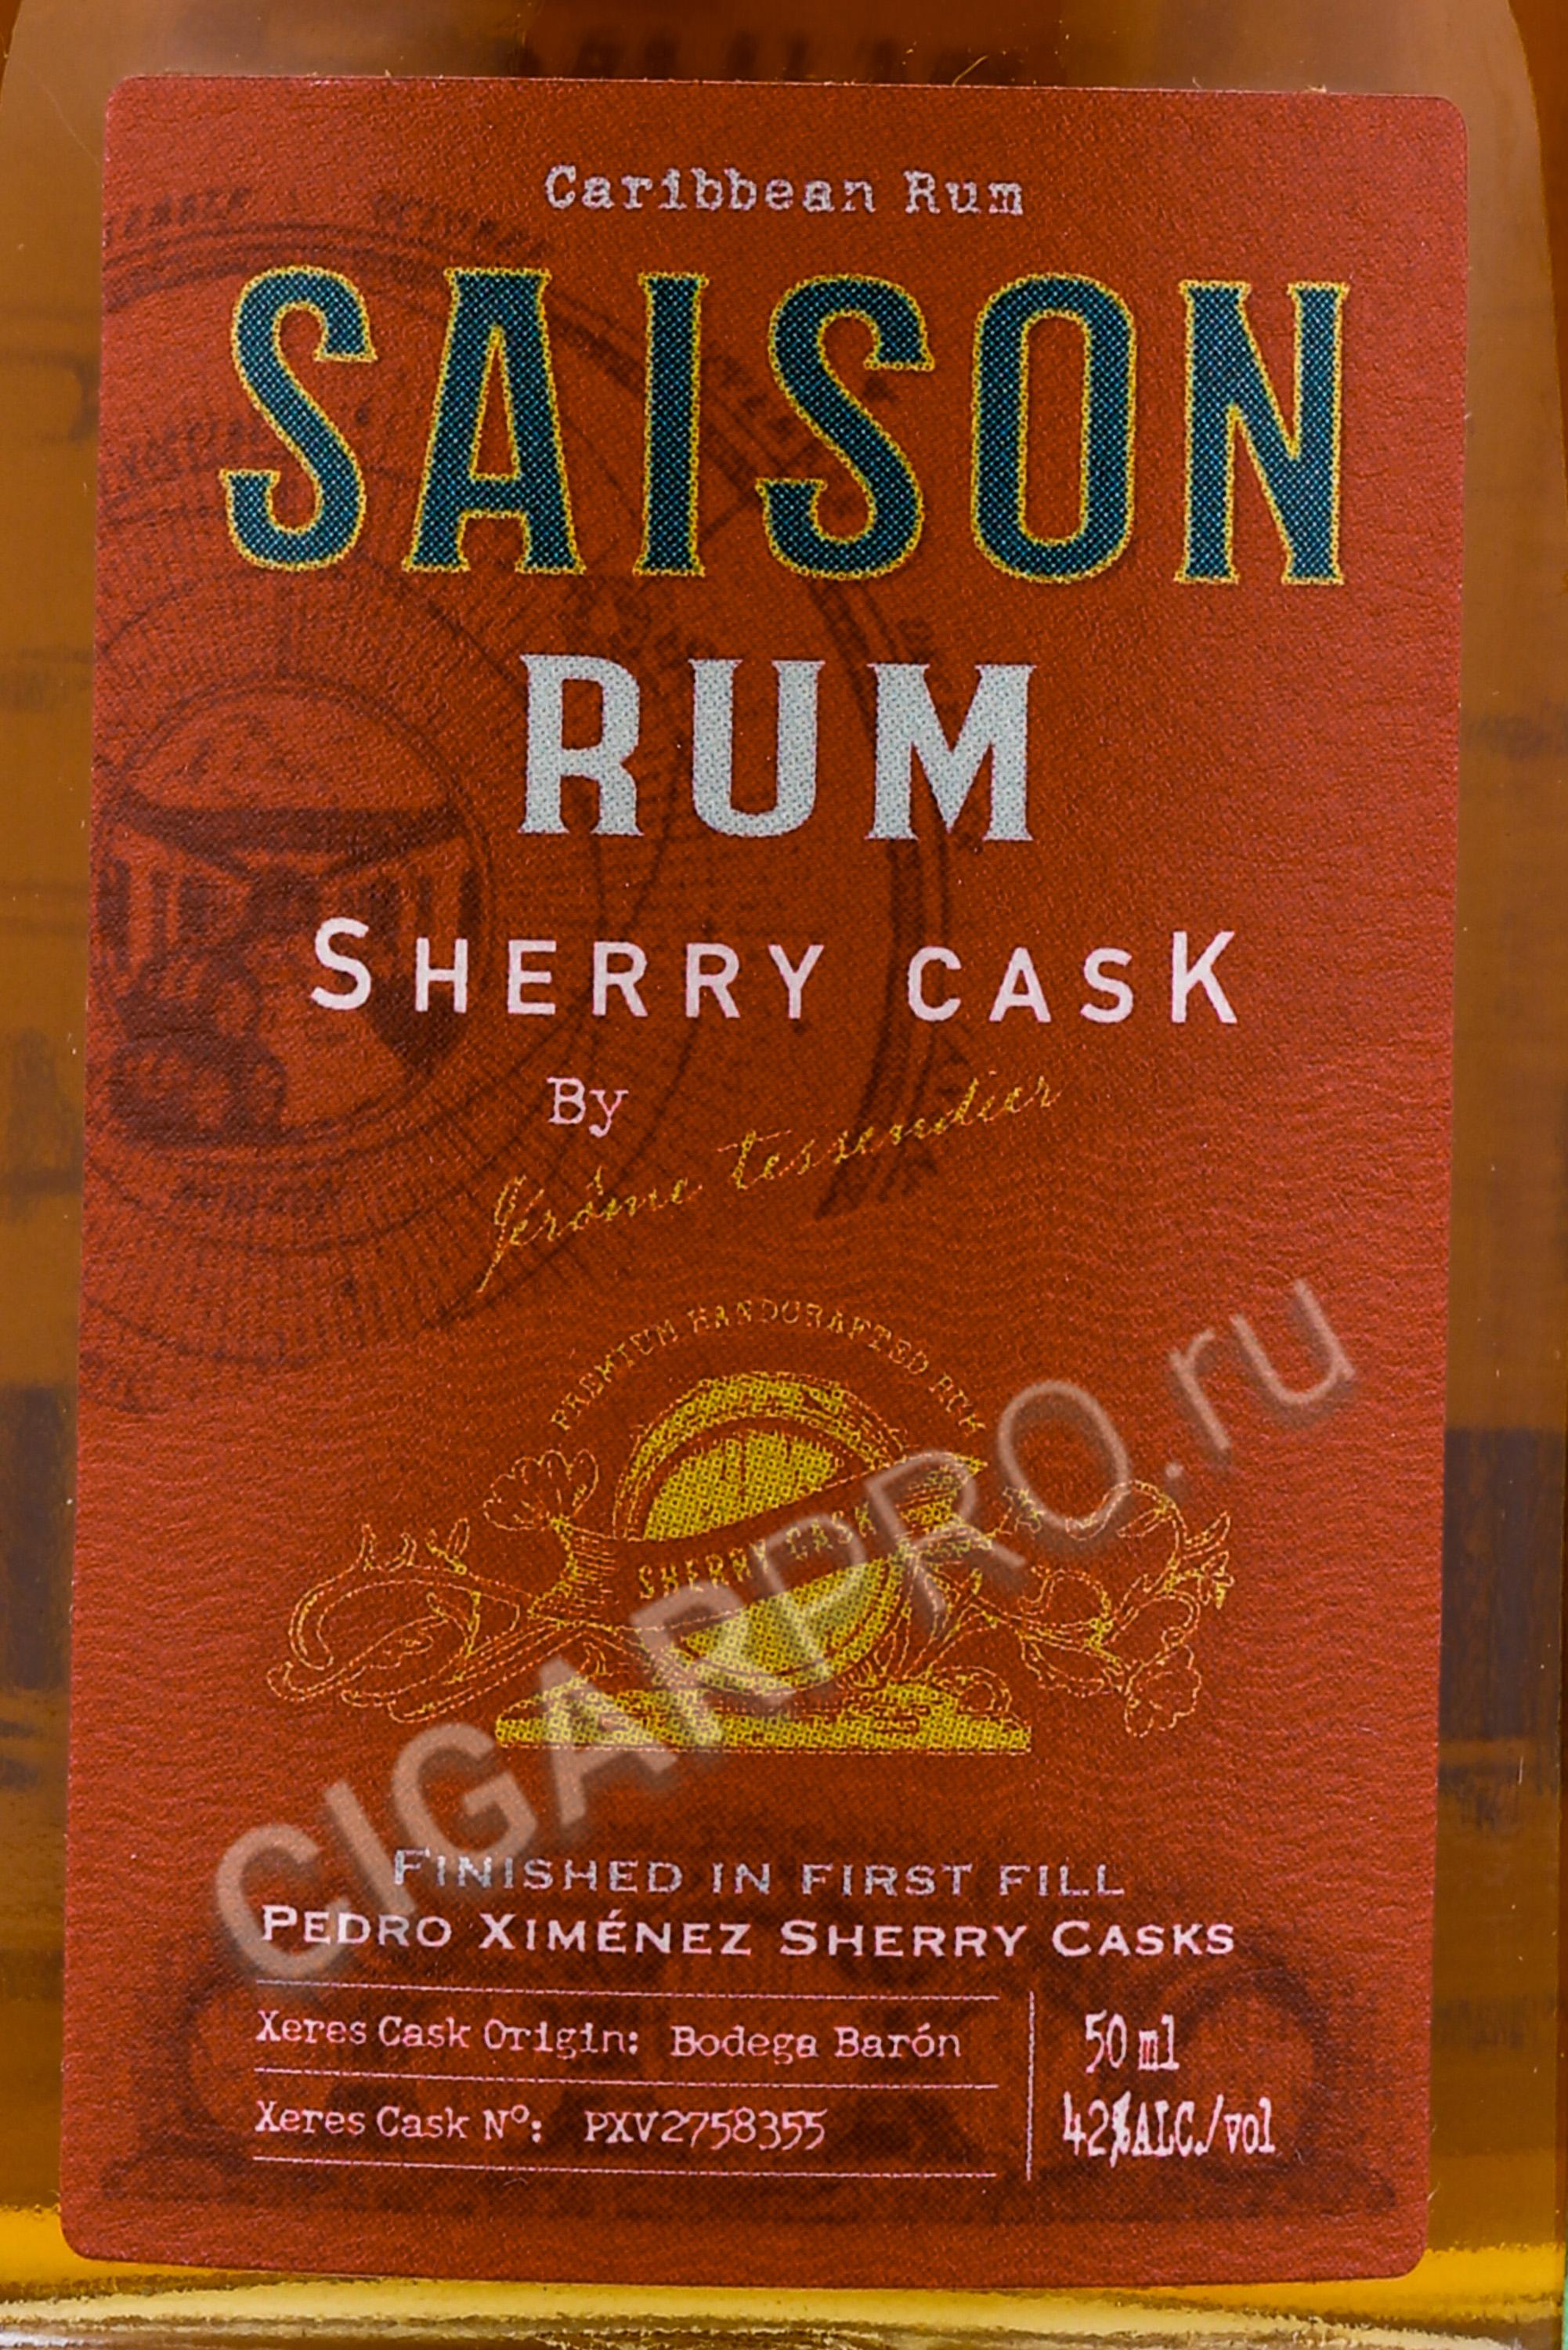 Caribbean Rum
SAISON
RUM
SHERRY CASK
By
Jérôme tessendier
PREMIUM HANDCRAFTED RUM
SHERRY CASK
FINISHED IN FIRST FILL
PEDRO XIMÉNEZ SHERRY CASKS
Xeres Cask Origin: Bodega Barón
50 ml
Xeres Cask Nº: PXV2758355
42%ALC./vol
CIGARPRO.ru